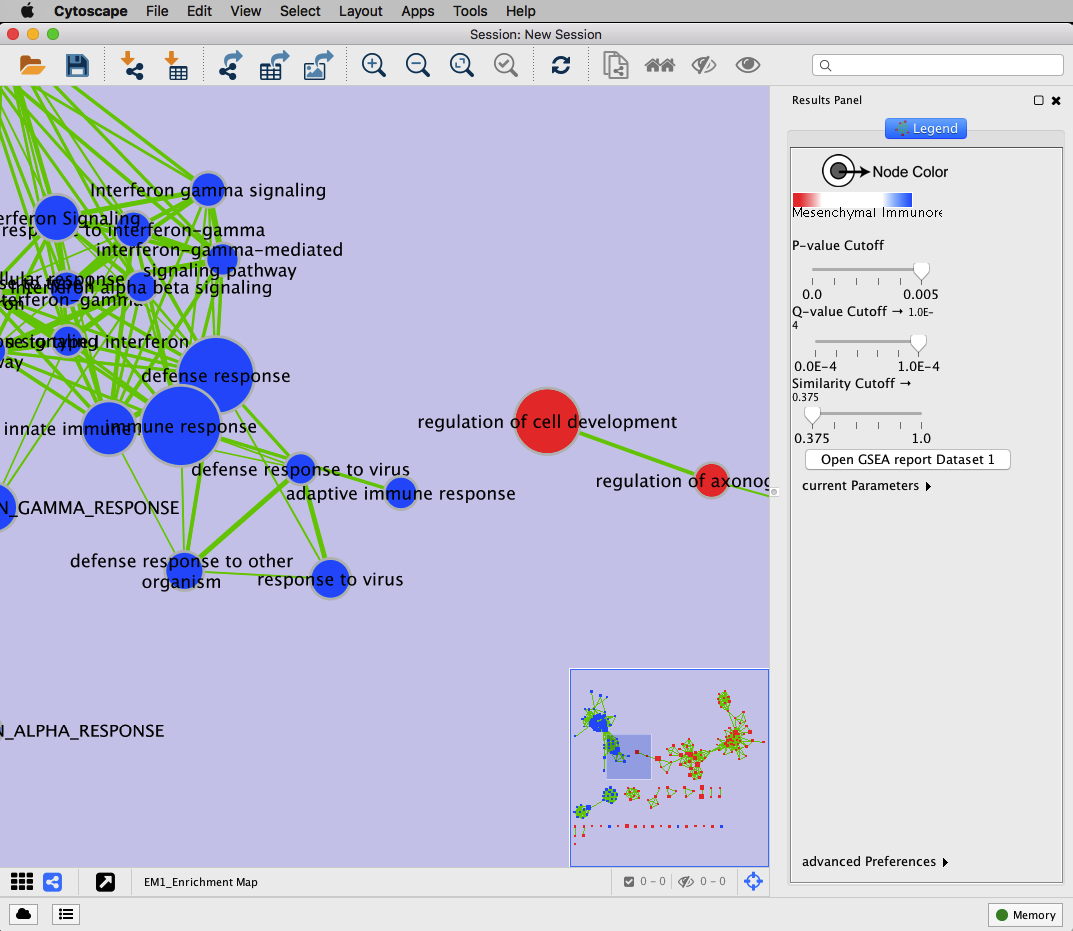 Cytoscape File Edit View Select Layout Apps Tools Help
Session: New Session
Results Panel
Legend
Node Color
Mesenchymal Immunore
P-value Cutoff
0.0 0.005
Q-value Cutoff → 1.0E-
4
0.0E-4 1.0E-4
Similarity Cutoff →
0.375
0.375 1.0
Open GSEA report Dataset 1
current Parameters
advanced Preferences
Interferon gamma signaling
erferon Signaling
to interferon-gamma
interferon-gamma-mediated
signaling pathway
llular response
interferon alpha beta signaling
terferon-gamma
interferon
way
defense response
innate immune
immune response
regulation of cell development
defense response to virus
regulation of axonog
adaptive immune response
N_GAMMA_RESPONSE
defense response to other
organism
response to virus
N_ALPHA_RESPONSE
EM1_Enrichment Map
0 - 0
0 - 0
Memory